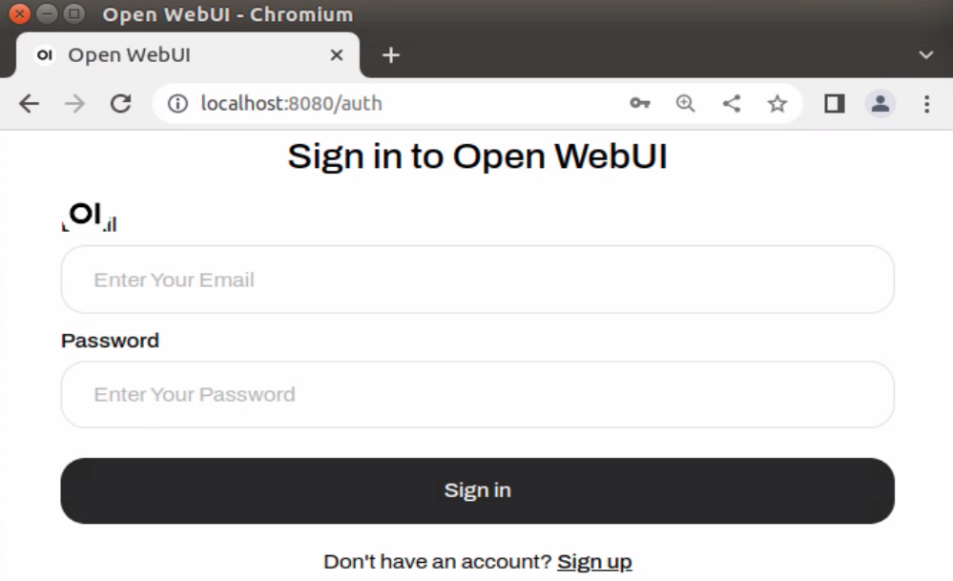 Open WebUI - Chromium
OI Open WebUI
localhost:8080/auth
Sign in to Open WebUI
OI
Enter Your Email
Password
Enter Your Password
Sign in
Don't have an account? Sign up